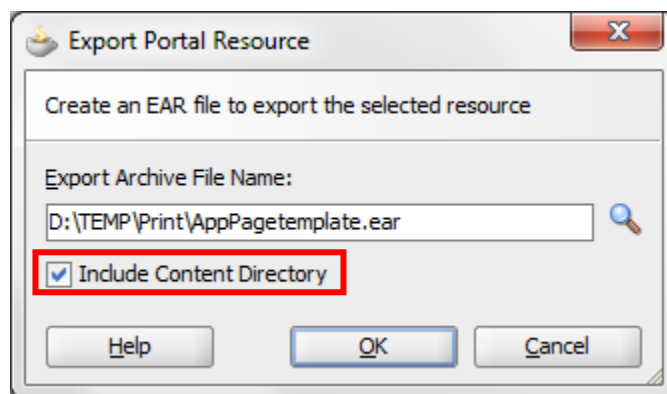 Export Portal Resource
Create an EAR file to export the selected resource
Export Archive File Name:
D:\TEMP\Print\AppPagetemplate.ear
Include Content Directory
Help OK Cancel